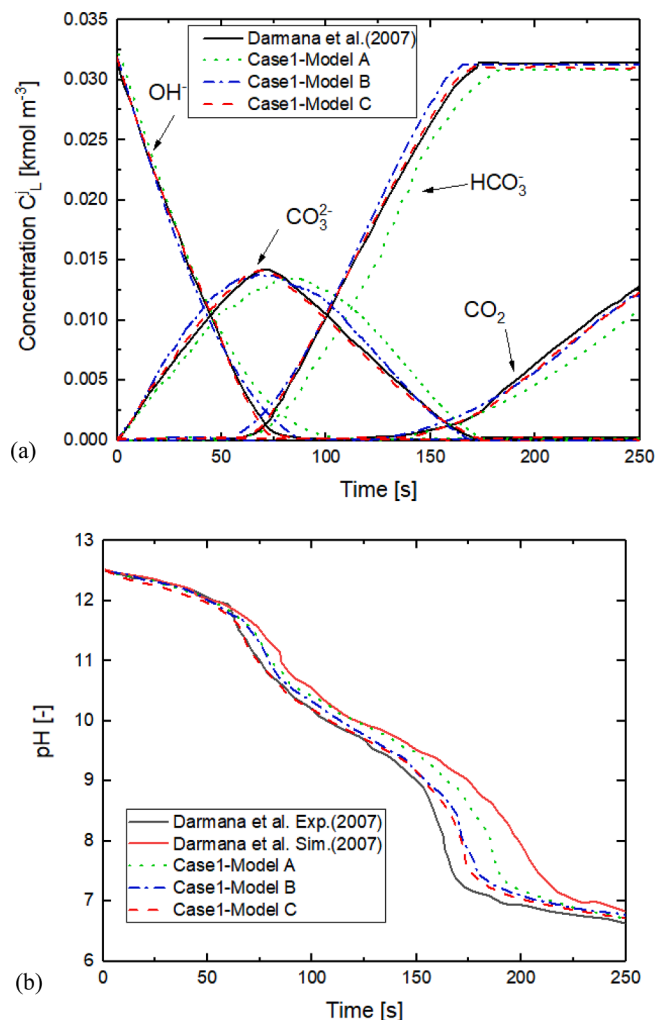 Darmana et al.(2007)
Case1-Model A
Case1-Model B
Case1-Model C
OH⁻
CO₃²⁻
HCO₃⁻
CO₂
0.035
0.030
0.025
0.020
0.015
0.010
0.005
0.000
Concentration C_L^j [kmol m⁻³]
0 50 100 150 200 250
Time [s]
(a)
13
12
11
10
9
8
7
6
pH [-]
Darmana et al. Exp.(2007)
Darmana et al. Sim.(2007)
Case1-Model A
Case1-Model B
Case1-Model C
0 50 100 150 200 250
Time [s]
(b)